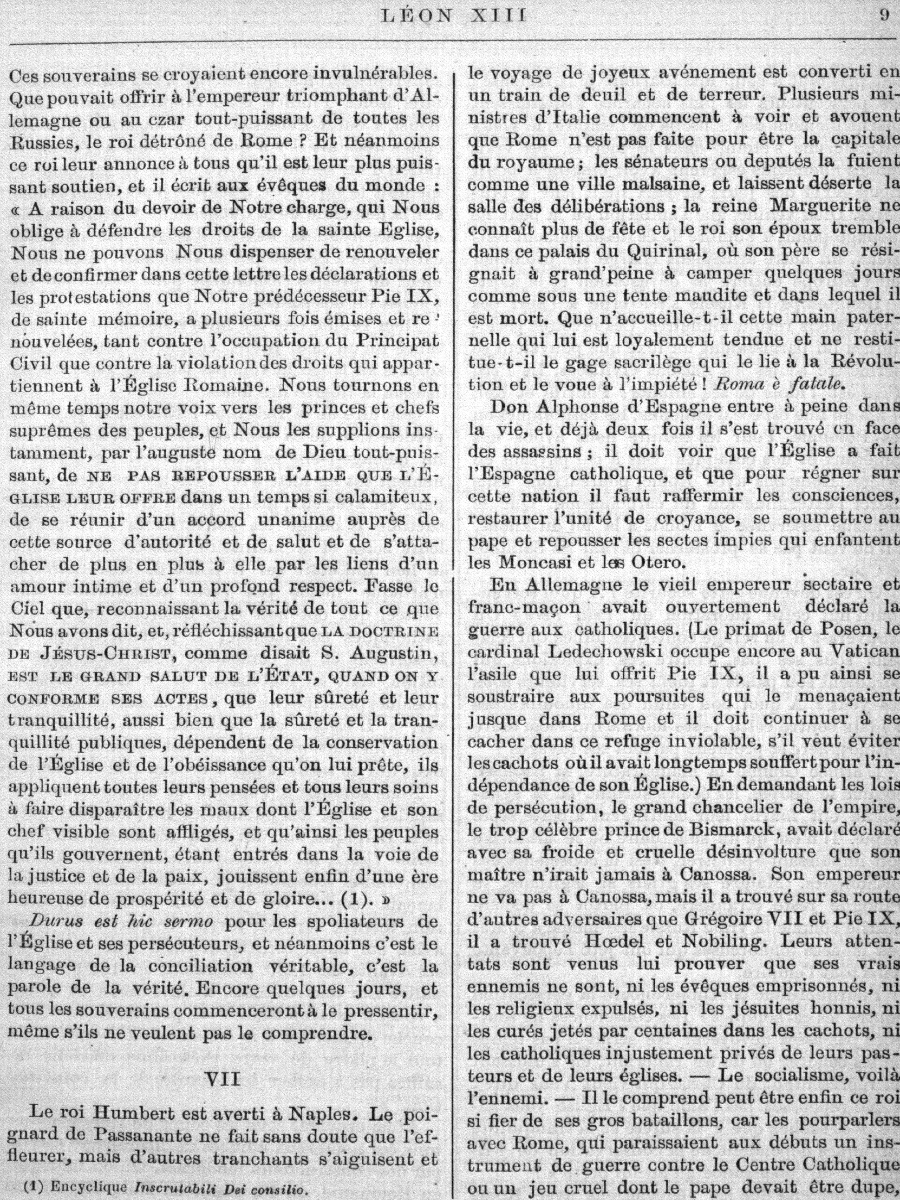 LÉON XIII
9
Ces souverains se croyaient encore invulnérables.
Que pouvait offrir à l'empereur triomphant d'Al-
lemagne ou au czar tout-puissant de toutes les
Russies, le roi détrôné de Rome ? Et néanmoins
ce roi leur annonce à tous qu'il est leur plus puis-
sant soutien, et il écrit aux évêques du monde :
« A raison du devoir de Notre charge, qui Nous
oblige à défendre les droits de la sainte Eglise,
Nous ne pouvons Nous dispenser de renouveler
et de confirmer dans cette lettre les déclarations et
les protestations que Notre prédécesseur Pie IX,
de sainte mémoire, a plusieurs fois émises et re
nouvelées, tant contre l'occupation du Principat
Civil que contre la violation des droits qui appar-
tiennent à l'Église Romaine. Nous tournons en
même temps notre voix vers les princes et chefs
suprêmes des peuples, et Nous les supplions ins-
tamment, par l'auguste nom de Dieu tout-puis-
sant, de NE PAS REPOUSSER L'AIDE QUE L'É-
GLISE LEUR OFFRE dans un temps si calamiteux,
de se réunir d'un accord unanime auprès de
cette source d'autorité et de salut et de s'atta-
cher de plus en plus à elle par les liens d'un
amour intime et d'un profond respect. Fasse le
Ciel que, reconnaissant la vérité de tout ce que
Nous avons dit, et, réfléchissant que LA DOCTRINE
DE JÉSUS-CHRIST, comme disait S. Augustin,
EST LE GRAND SALUT DE L'ÉTAT, QUAND ON Y
CONFORME SES ACTES, que leur sûreté et leur
tranquillité, aussi bien que la sûreté et la tran-
quillité publiques, dépendent de la conservation
de l'Église et de l'obéissance qu'on lui prête, ils
appliquent toutes leurs pensées et tous leurs soins
à faire disparaître les maux dont l'Église et son
chef visible sont affligés, et qu'ainsi les peuples
qu'ils gouvernent, étant entrés dans la voie de
la justice et de la paix, jouissent enfin d'une ère
heureuse de prospérité et de gloire... (1). »
Durus est hic sermo pour les spoliateurs de
l'Église et ses persécuteurs, et néanmoins c'est le
langage de la conciliation véritable, c'est la
parole de la vérité. Encore quelques jours, et
tous les souverains commenceront à le pressentir,
même s'ils ne veulent pas le comprendre.
VII
Le roi Humbert est averti à Naples. Le poi-
gnard de Passanante ne fait sans doute que l'ef-
fleurer, mais d'autres tranchants s'aiguisent et
(1) Encyclique Inscrutabili Dei consilio.
le voyage de joyeux avénement est converti en
un train de deuil et de terreur. Plusieurs mi-
nistres d'Italie commencent à voir et avouent
que Rome n'est pas faite pour être la capitale
du royaume ; les sénateurs ou deputés la fuient
comme une ville malsaine, et laissent déserte la
salle des délibérations ; la reine Marguerite ne
connaît plus de fête et le roi son époux tremble
dans ce palais du Quirinal, où son père se rési-
gnait à grand'peine à camper quelques jours
comme sous une tente maudite et dans lequel il
est mort. Que n'accueille-t-il cette main pater-
nelle qui lui est loyalement tendue et ne resti-
tue-t-il le gage sacrilège qui le lie à la Révolu-
tion et le voue à l'impiété ! Roma è fatale.
Don Alphonse d'Espagne entre à peine dans
la vie, et déjà deux fois il s'est trouvé en face
des assassins ; il doit voir que l'Église a fait
l'Espagne catholique, et que pour régner sur
cette nation il faut raffermir les consciences,
restaurer l'unité de croyance, se soumettre au
pape et repousser les sectes impies qui enfantent
les Moncasi et les Otero.
En Allemagne le vieil empereur sectaire et
franc-maçon avait ouvertement déclaré la
guerre aux catholiques. (Le primat de Posen, le
cardinal Ledechowski occupe encore au Vatican
l'asile que lui offrit Pie IX, il a pu ainsi se
soustraire aux poursuites qui le menaçaient
jusque dans Rome et il doit continuer à se
cacher dans ce refuge inviolable, s'il veut éviter
les cachots où il avait longtemps souffert pour l'in-
dépendance de son Église.) En demandant les lois
de persécution, le grand chancelier de l'empire,
le trop célèbre prince de Bismarck, avait déclaré
avec sa froide et cruelle désinvolture que son
maître n'irait jamais à Canossa. Son empereur
ne va pas à Canossa, mais il a trouvé sur sa route
d'autres adversaires que Grégoire VII et Pie IX,
il a trouvé Hœdel et Nobiling. Leurs atten-
tats sont venus lui prouver que ses vrais
ennemis ne sont, ni les évêques emprisonnés, ni
les religieux expulsés, ni les jésuites honnis, ni
les curés jetés par centaines dans les cachots, ni
les catholiques injustement privés de leurs pas-
teurs et de leurs églises. — Le socialisme, voilà
l'ennemi. — Il le comprend peut être enfin ce roi
si fier de ses gros bataillons, car les pourparlers
avec Rome, qui paraissaient aux débuts un ins-
trument de guerre contre le Centre Catholique
ou un jeu cruel dont le pape devait être dupe,